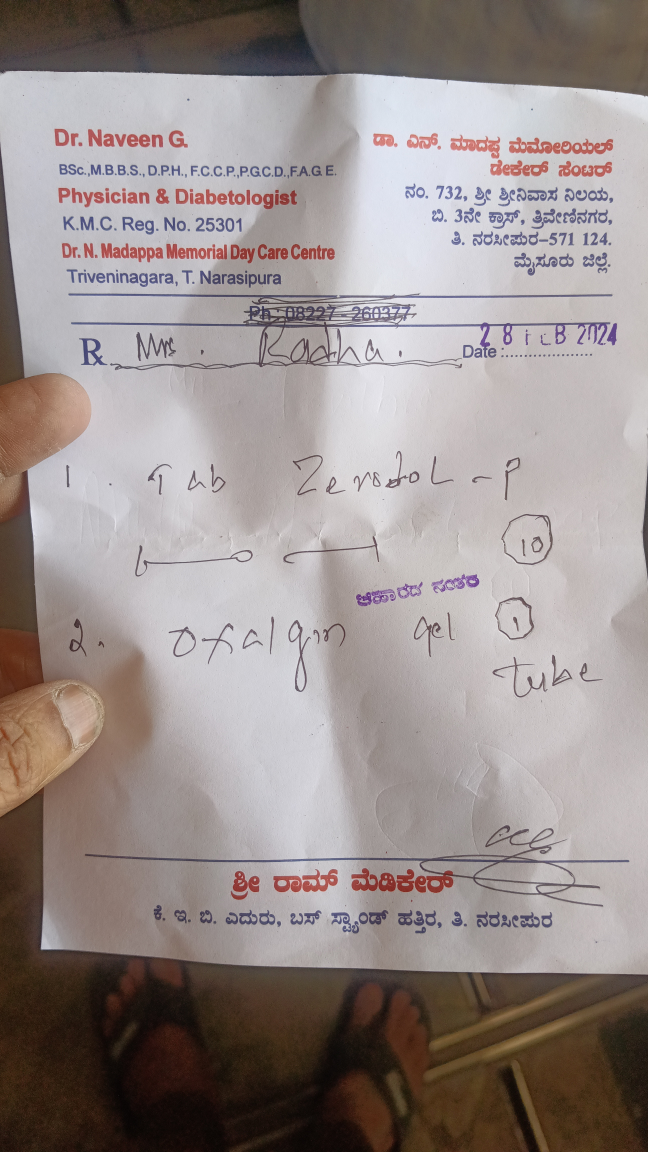 Dr. Naveen G.
BSc.,M.B.B.S., D.P.H., F.C.C.P.,P.G.C.D.,F.A.G E.
Physician & Diabetologist
K.M.C. Reg. No. 25301
Dr. N. Madappa Memorial Day Care Centre
Triveninagara, T. Narasipura
ಡಾ. ಎನ್. ಮಾದಪ್ಪ ಮೆಮೋರಿಯಲ್
ಡೇಕೇರ್ ಸೆಂಟರ್
ನಂ. 732, ಶ್ರೀ ಶ್ರೀನಿವಾಸ ನಿಲಯ,
ಬಿ. 3ನೇ ಕ್ರಾಸ್, ತ್ರಿವೇಣಿನಗರ,
ತಿ. ನರಸೀಪುರ-571 124.
ಮೈಸೂರು ಜಿಲ್ಲೆ.
Ph : 08227 - 260377
℞ Mrs. Radha.
Date : 28 FEB 2024
1. Tab Zerodol - P
10
ಆಹಾರದ ನಂತರ
2. Oxalgin gel 1
tube
ಶ್ರೀ ರಾಮ್ ಮೆಡಿಕೇರ್
ಕೆ. ಇ. ಬಿ. ಎದುರು, ಬಸ್ ಸ್ಟ್ಯಾಂಡ್ ಹತ್ತಿರ, ತಿ. ನರಸೀಪುರ